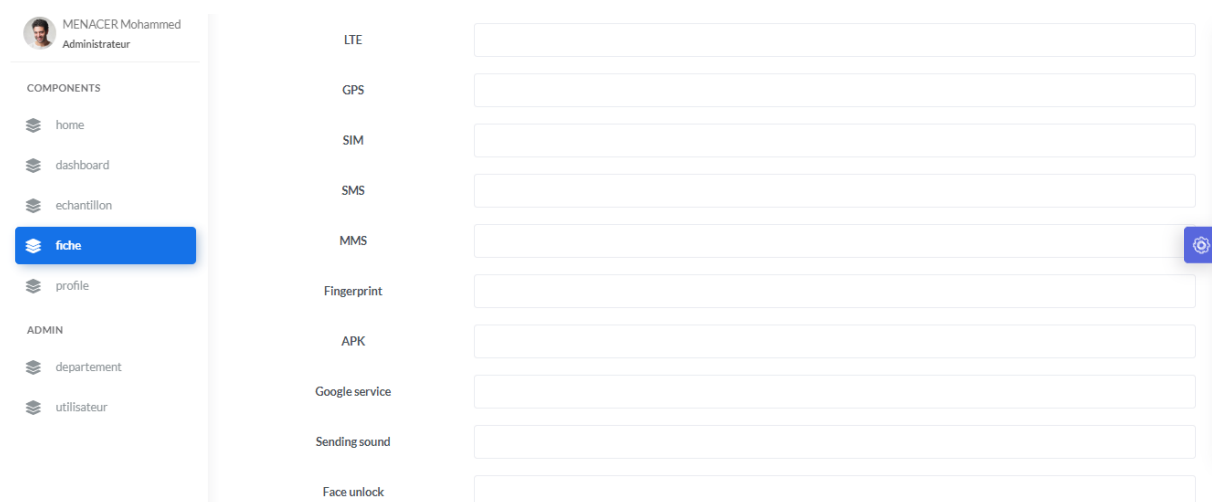 MENACER Mohammed
Administrateur
COMPONENTS
home
dashboard
echantillon
fiche
profile
ADMIN
departement
utilisateur
LTE
GPS
SIM
SMS
MMS
Fingerprint
APK
Google service
Sending sound
Face unlock